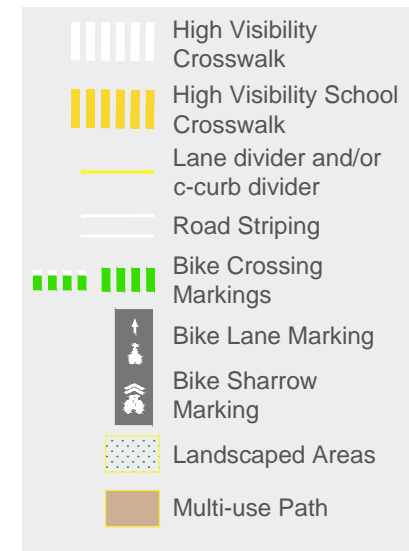 High Visibility
Crosswalk
High Visibility School
Crosswalk
Lane divider and/or
c-curb divider
Road Striping
Bike Crossing
Markings
Bike Lane Marking
Bike Sharrow
Marking
Landscaped Areas
Multi-use Path